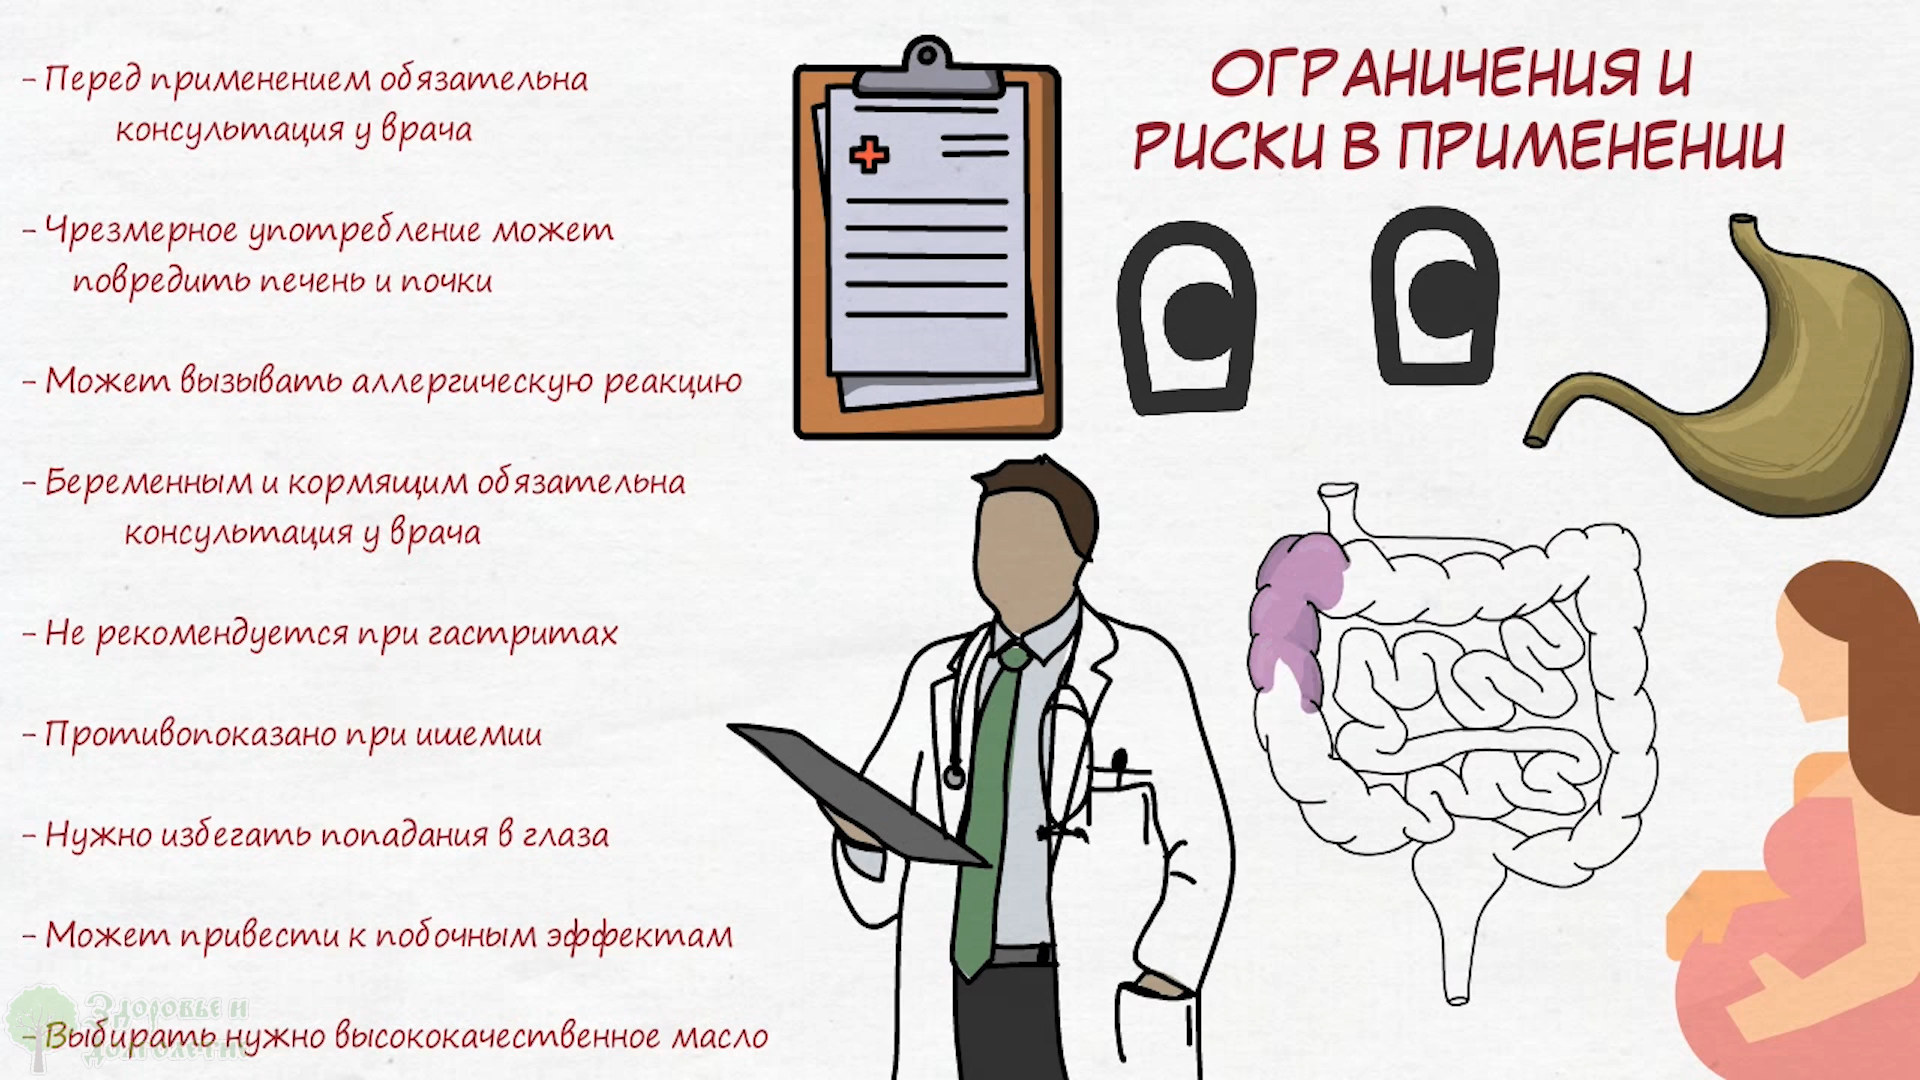 ОГРАНИЧЕНИЯ И
РИСКИ В ПРИМЕНЕНИИ
- Перед применением обязательна
консультация у врача
- Чрезмерное употребление может
повредить печень и почки
- Может вызывать аллергическую реакцию
- Беременным и кормящим обязательна
консультация у врача
- Не рекомендуется при гастритах
- Противопоказано при ишемии
- Нужно избегать попадания в глаза
- Может привести к побочным эффектам
- Выбирать нужно высококачественное масло
Здоровье и
долголетие